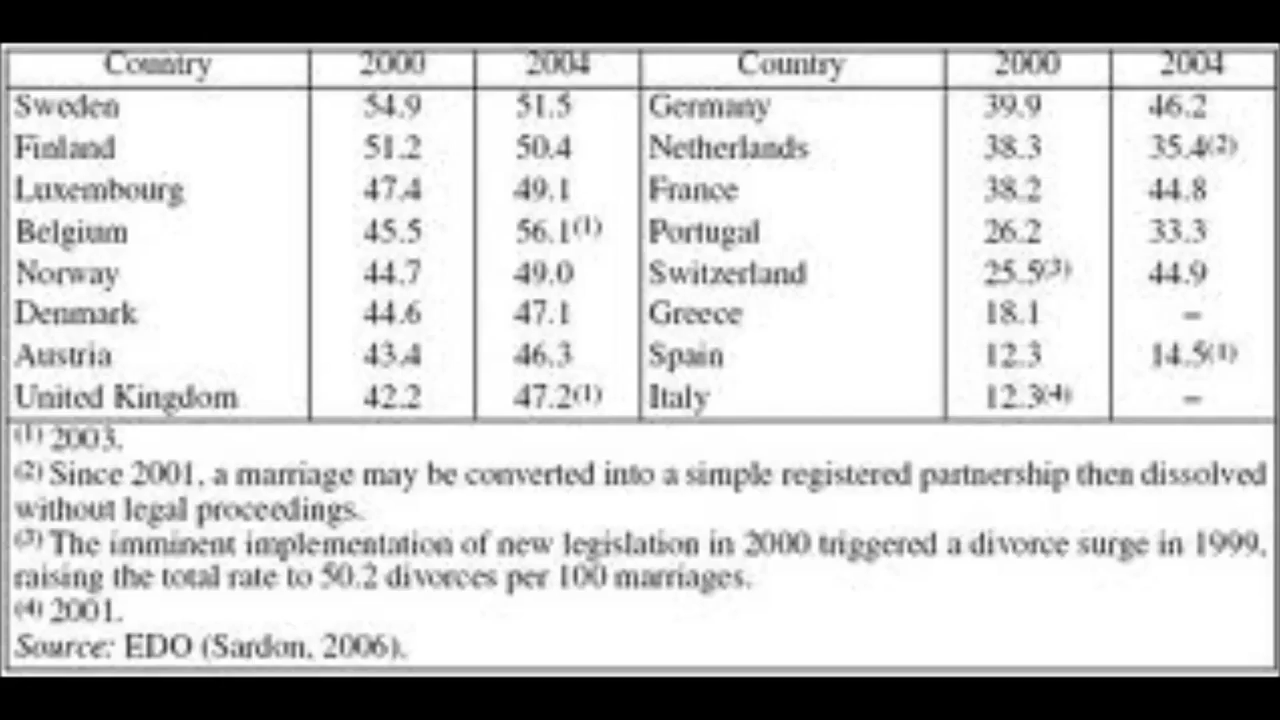 Country 2000 2004 Country 2000 2004
Sweden 54.9 51.5 Germany 39.9 46.2
Finland 51.2 50.4 Netherlands 38.3 35.4(2)
Luxembourg 47.4 49.1 France 38.2 44.8
Belgium 45.5 56.1(1) Portugal 26.2 33.3
Norway 44.7 49.0 Switzerland 25.5(3) 44.9
Denmark 44.6 47.1 Greece 18.1 –
Austria 43.4 46.3 Spain 12.3 14.5(1)
United Kingdom 42.2 47.2(1) Italy 12.3(4) –
(1) 2003.
(2) Since 2001, a marriage may be converted into a simple registered partnership then dissolved
without legal proceedings.
(3) The imminent implementation of new legislation in 2000 triggered a divorce surge in 1999,
raising the total rate to 50.2 divorces per 100 marriages.
(4) 2001.
Source: EDO (Sardon, 2006).